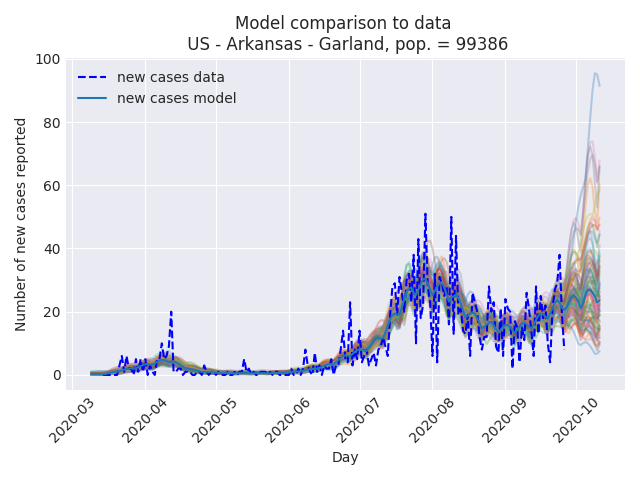 Model comparison to data
US - Arkansas - Garland, pop. = 99386
new cases data
new cases model
Number of new cases reported
100
80
60
40
20
0
2020-03
2020-04
2020-05
2020-06
2020-07
2020-08
2020-09
2020-10
Day